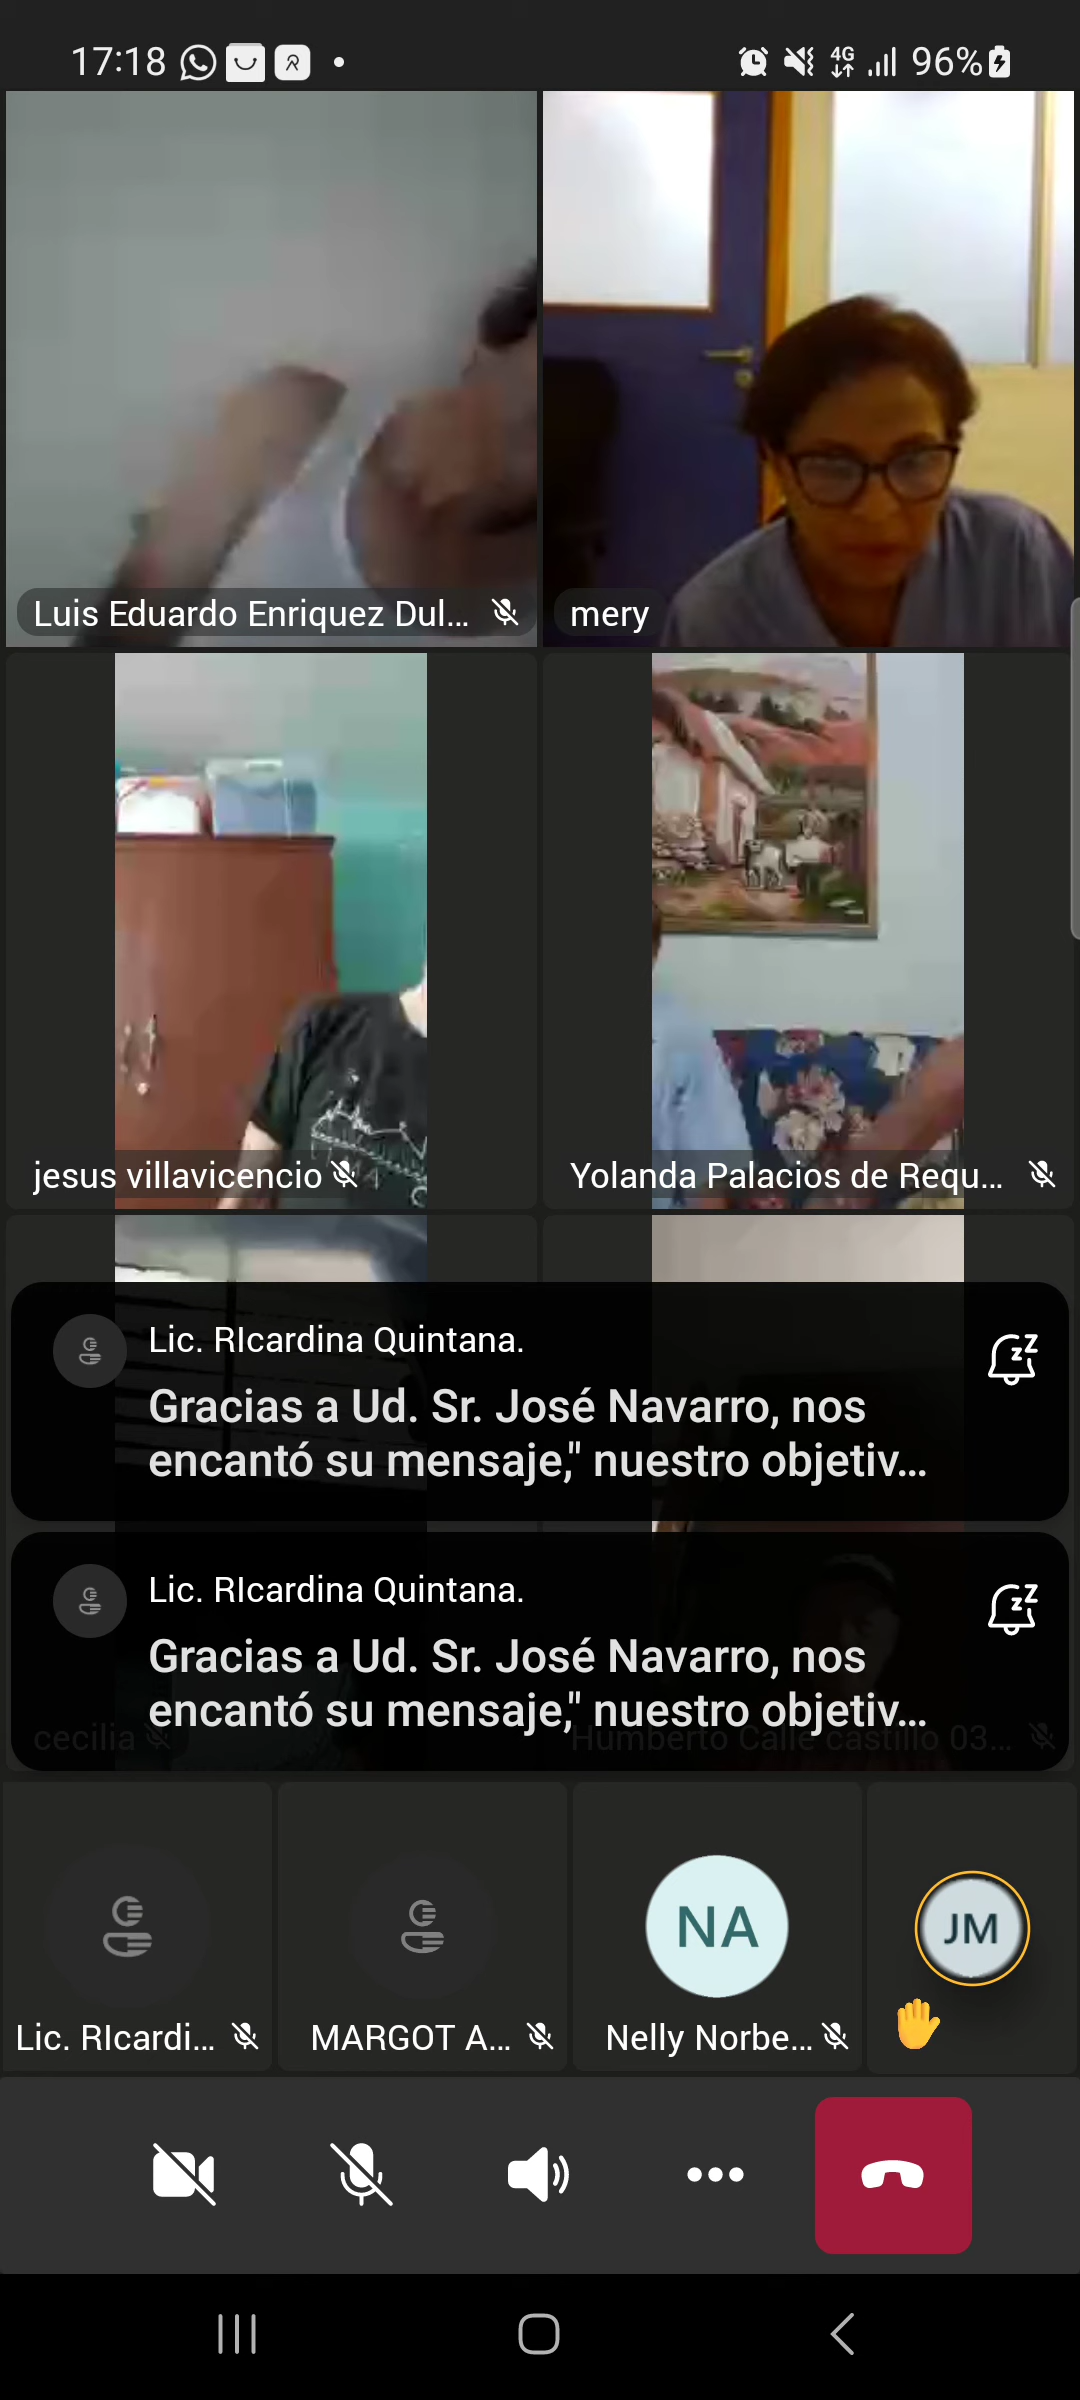 17:18
4G
96%
Luis Eduardo Enriquez Dul...
mery
jesus villavicencio
Yolanda Palacios de Requ...
Lic. RIcardina Quintana.
Gracias a Ud. Sr. José Navarro, nos
encantó su mensaje," nuestro objetiv...
Lic. RIcardina Quintana.
Gracias a Ud. Sr. José Navarro, nos
encantó su mensaje," nuestro objetiv...
cecilia
Humberto Calle castillo 03...
NA
JM
Lic. RIcardi...
MARGOT A...
Nelly Norbe...